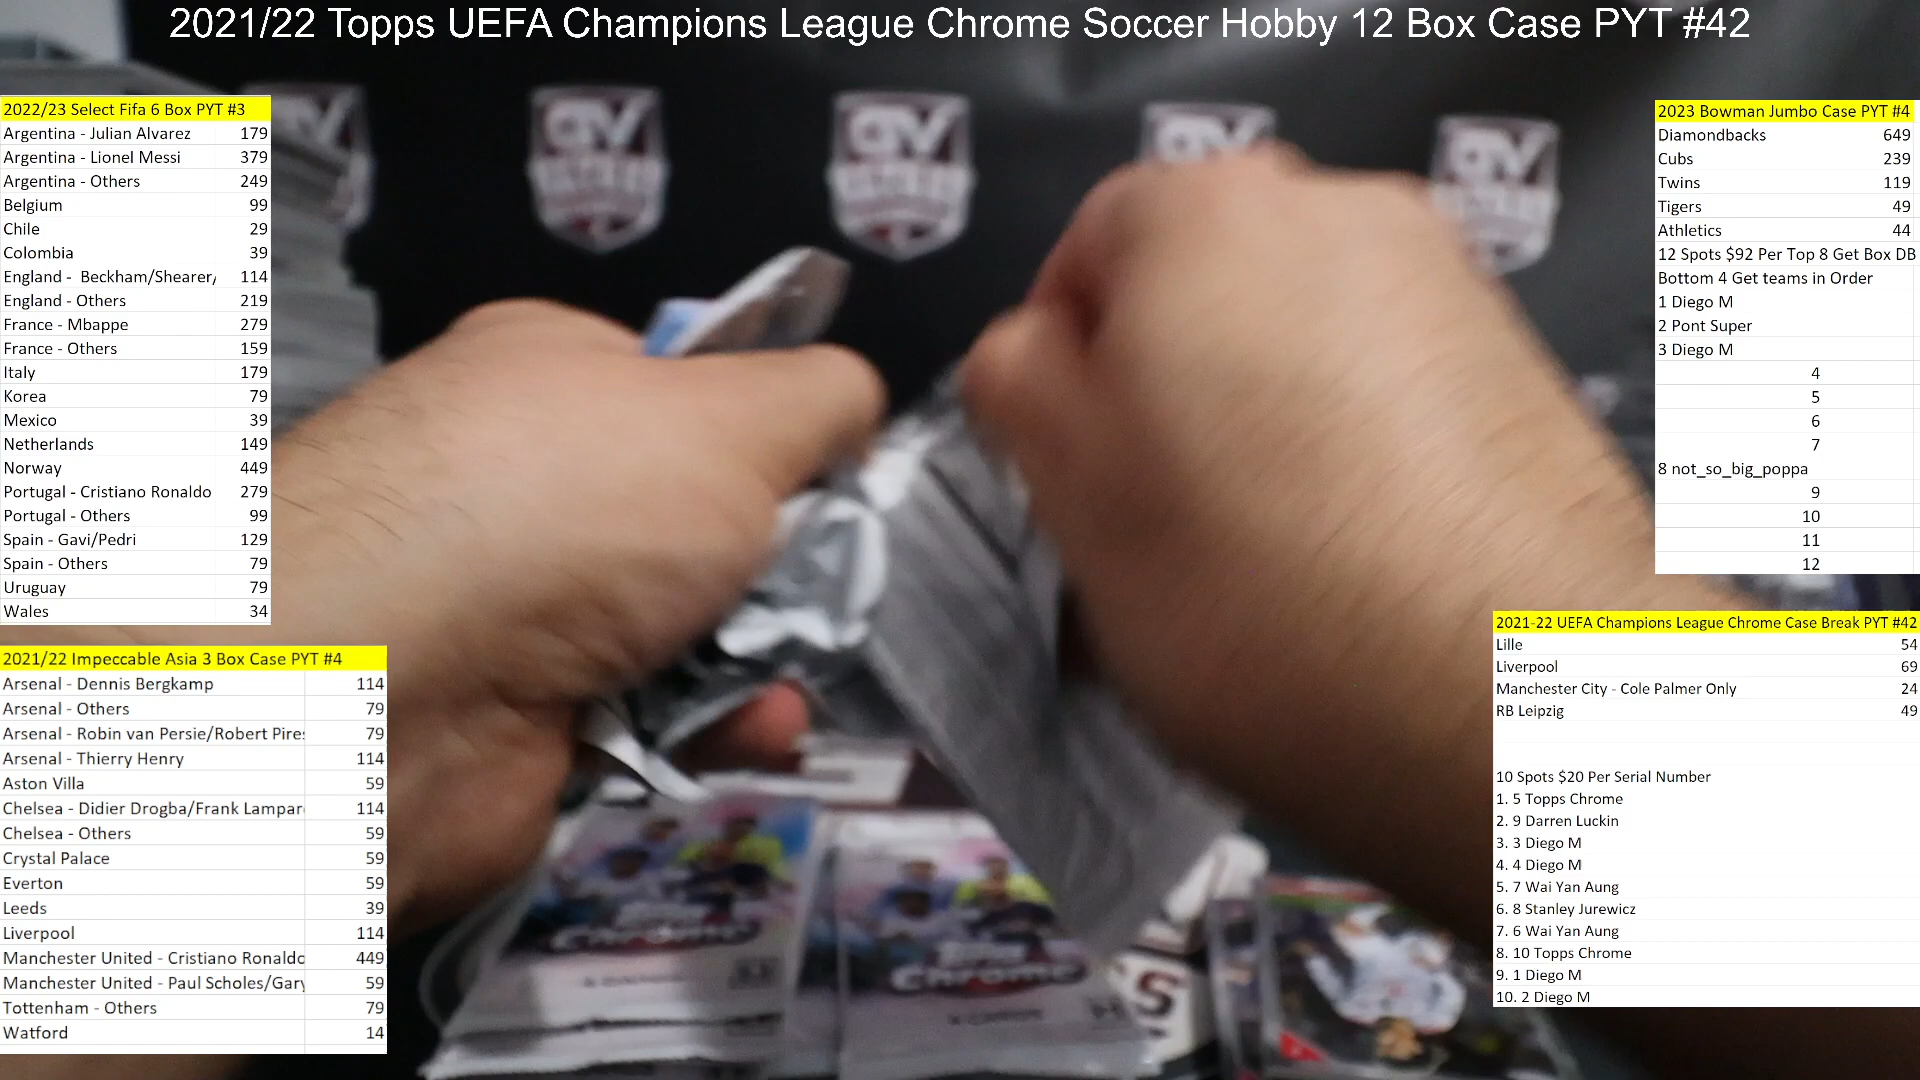 2021/22 Topps UEFA Champions League Chrome Soccer Hobby 12 Box Case PYT #42
2022/23 Select Fifa 6 Box PYT #3
Argentina - Julian Alvarez 179
Argentina - Lionel Messi 379
Argentina - Others 249
Belgium 99
Chile 29
Colombia 39
England - Beckham/Shearer/ 114
England - Others 219
France - Mbappe 279
France - Others 159
Italy 179
Korea 79
Mexico 39
Netherlands 149
Norway 449
Portugal - Cristiano Ronaldo 279
Portugal - Others 99
Spain - Gavi/Pedri 129
Spain - Others 79
Uruguay 79
Wales 34
2021/22 Impeccable Asia 3 Box Case PYT #4
Arsenal - Dennis Bergkamp 114
Arsenal - Others 79
Arsenal - Robin van Persie/Robert Pires 79
Arsenal - Thierry Henry 114
Aston Villa 59
Chelsea - Didier Drogba/Frank Lampar 114
Chelsea - Others 59
Crystal Palace 59
Everton 59
Leeds 39
Liverpool 114
Manchester United - Cristiano Ronaldo 449
Manchester United - Paul Scholes/Gary 59
Tottenham - Others 79
Watford 14
2023 Bowman Jumbo Case PYT #4
Diamondbacks 649
Cubs 239
Twins 119
Tigers 49
Athletics 44
12 Spots $92 Per Top 8 Get Box DB
Bottom 4 Get teams in Order
1 Diego M
2 Pont Super
3 Diego M
4
5
6
7
8 not_so_big_poppa
9
10
11
12
2021-22 UEFA Champions League Chrome Case Break PYT #42
Lille 54
Liverpool 69
Manchester City - Cole Palmer Only 24
RB Leipzig 49
10 Spots $20 Per Serial Number
1. 5 Topps Chrome
2. 9 Darren Luckin
3. 3 Diego M
4. 4 Diego M
5. 7 Wai Yan Aung
6. 8 Stanley Jurewicz
7. 6 Wai Yan Aung
8. 10 Topps Chrome
9. 1 Diego M
10. 2 Diego M
GV
GV
GV
GV
Topps Chrome
Topps Chrome